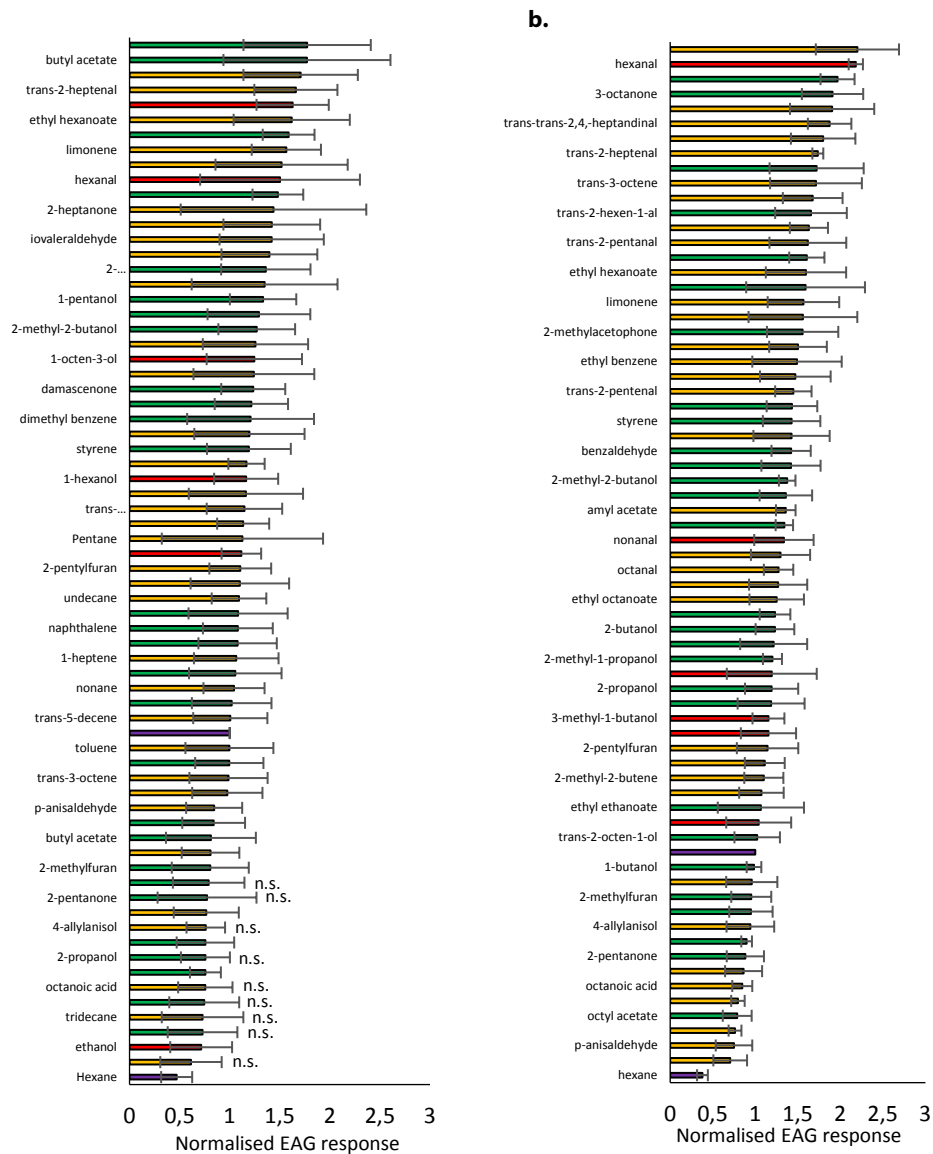 b.
butyl acetate
trans-2-heptenal
ethyl hexanoate
limonene
hexanal
2-heptanone
iovaleraldehyde
2-...
1-pentanol
2-methyl-2-butanol
1-octen-3-ol
damascenone
dimethyl benzene
styrene
1-hexanol
trans-...
Pentane
2-pentylfuran
undecane
naphthalene
1-heptene
nonane
trans-5-decene
toluene
trans-3-octene
p-anisaldehyde
butyl acetate
2-methylfuran
n.s.
2-pentanone n.s.
4-allylanisol n.s.
2-propanol n.s.
octanoic acid n.s.
n.s.
tridecane n.s.
n.s.
ethanol
n.s.
Hexane
0 0,5 1 1,5 2 2,5 3
Normalised EAG response
hexanal
3-octanone
trans-trans-2,4,-heptandinal
trans-2-heptenal
trans-3-octene
trans-2-hexen-1-al
trans-2-pentanal
ethyl hexanoate
limonene
2-methylacetophone
ethyl benzene
trans-2-pentenal
styrene
benzaldehyde
2-methyl-2-butanol
amyl acetate
nonanal
octanal
ethyl octanoate
2-butanol
2-methyl-1-propanol
2-propanol
3-methyl-1-butanol
2-pentylfuran
2-methyl-2-butene
ethyl ethanoate
trans-2-octen-1-ol
1-butanol
2-methylfuran
4-allylanisol
2-pentanone
octanoic acid
octyl acetate
p-anisaldehyde
hexane
0 0,5 1 1,5 2 2,5 3
Normalised EAG response